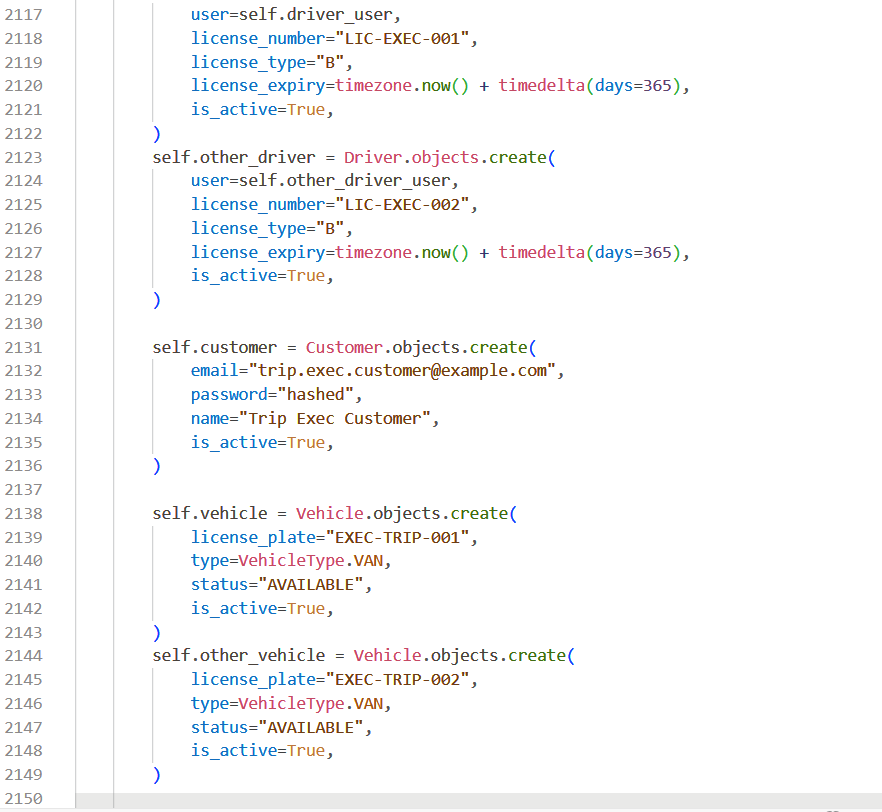 2117 user=self.driver_user,
2118 license_number="LIC-EXEC-001",
2119 license_type="B",
2120 license_expiry=timezone.now() + timedelta(days=365),
2121 is_active=True,
2122 )
2123 self.other_driver = Driver.objects.create(
2124 user=self.other_driver_user,
2125 license_number="LIC-EXEC-002",
2126 license_type="B",
2127 license_expiry=timezone.now() + timedelta(days=365),
2128 is_active=True,
2129 )
2130
2131 self.customer = Customer.objects.create(
2132 email="trip.exec.customer@example.com",
2133 password="hashed",
2134 name="Trip Exec Customer",
2135 is_active=True,
2136 )
2137
2138 self.vehicle = Vehicle.objects.create(
2139 license_plate="EXEC-TRIP-001",
2140 type=VehicleType.VAN,
2141 status="AVAILABLE",
2142 is_active=True,
2143 )
2144 self.other_vehicle = Vehicle.objects.create(
2145 license_plate="EXEC-TRIP-002",
2146 type=VehicleType.VAN,
2147 status="AVAILABLE",
2148 is_active=True,
2149 )
2150